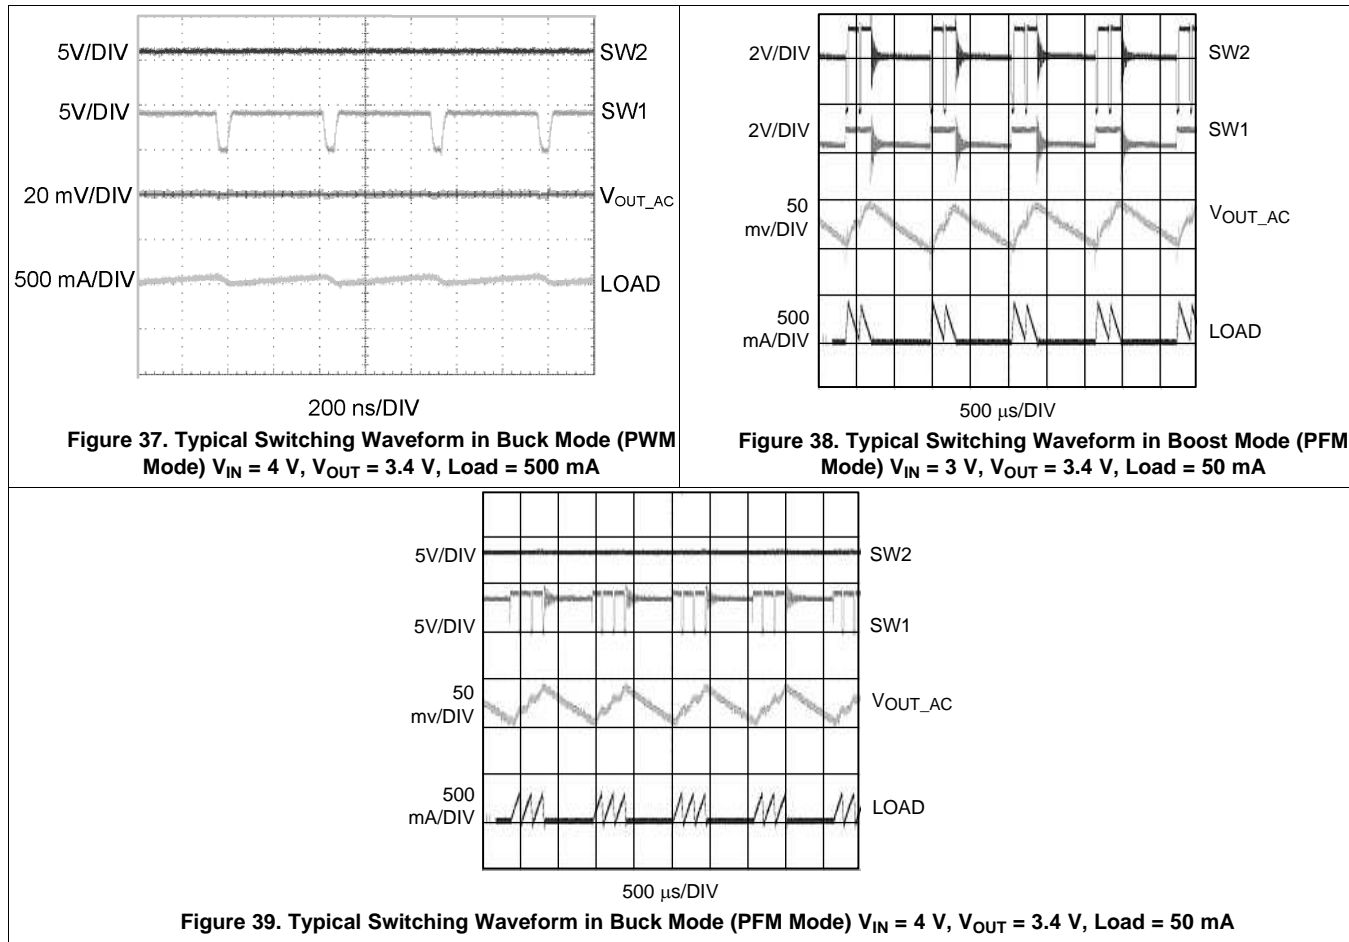 5V/DIV
SW2
5V/DIV
SW1
20 mV/DIV
VOUT_AC
500 mA/DIV
LOAD
200 ns/DIV
Figure 37. Typical Switching Waveform in Buck Mode (PWM
Mode) VIN = 4 V, VOUT = 3.4 V, Load = 500 mA
2V/DIV
SW2
2V/DIV
SW1
50
mv/DIV
VOUT_AC
500
mA/DIV
LOAD
500 μs/DIV
Figure 38. Typical Switching Waveform in Boost Mode (PFM
Mode) VIN = 3 V, VOUT = 3.4 V, Load = 50 mA
5V/DIV
SW2
5V/DIV
SW1
50
mv/DIV
VOUT_AC
500
mA/DIV
LOAD
500 μs/DIV
Figure 39. Typical Switching Waveform in Buck Mode (PFM Mode) VIN = 4 V, VOUT = 3.4 V, Load = 50 mA